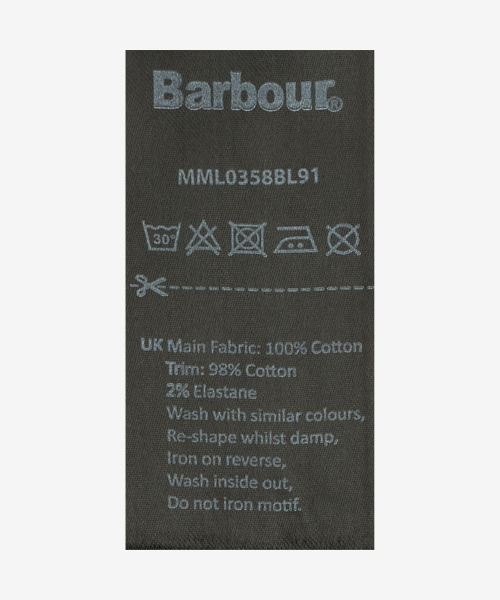 Barbour®
MML0358BL91
30°
UK Main Fabric: 100% Cotton
Trim: 98% Cotton
2% Elastane
Wash with similar colours,
Re-shape whilst damp,
Iron on reverse,
Wash inside out,
Do not iron motif.